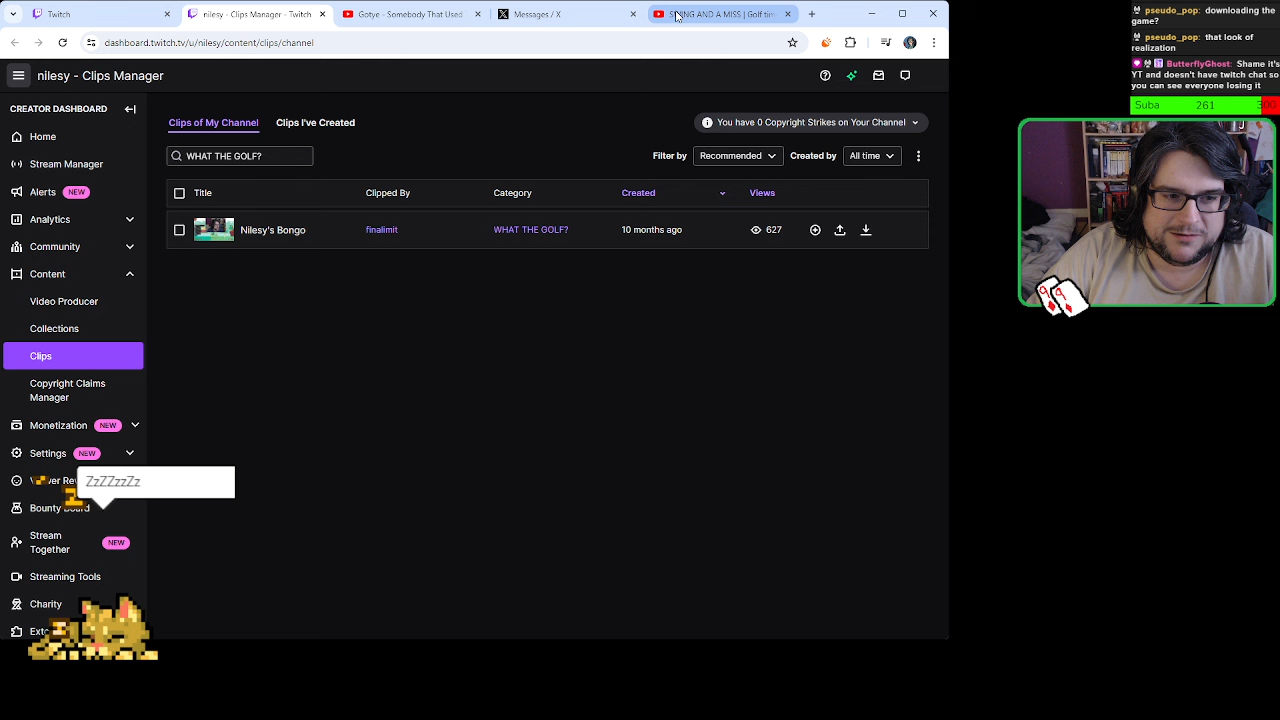 Twitch
nilesy - Clips Manager - Twitch
Gotye - Somebody That I
Messages / X
SWING AND A MISS | Golf
dashboard.twitch.tv/u/nilesy/content/clips/channel
nilesy - Clips Manager
CREATOR DASHBOARD
Home
Stream Manager
Alerts NEW
Analytics
Community
Content
Video Producer
Collections
Clips
Copyright Claims
Manager
Monetization NEW
Settings NEW
Bounty Board
Stream
Together
NEW
Streaming Tools
Charity
ZzZZzzZz
Clips of My Channel
Clips I've Created
You have 0 Copyright Strikes on Your Channel
WHAT THE GOLF?
Filter by
Recommended
Created by
All time
Title
Clipped By
Category
Created
Views
Nilesy's Bongo
WHAT THE GOLF?
10 months ago
pseudo_pop: downloading the
game?
pseudo_pop: that look of
realization
ButterflyGhost: Shame it's
YT and doesn't have twitch chat so
you can see everyone losing it
Suba 261 300